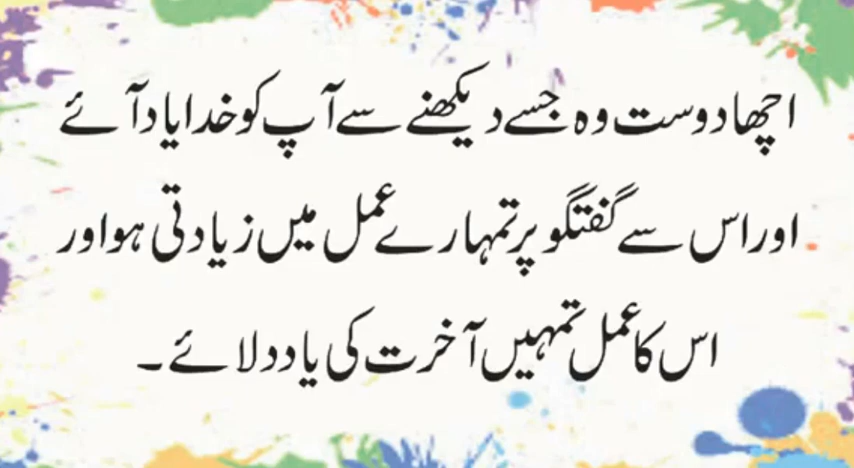 اچھا دوست وہ جسے دیکھنے سے آپ کو خدا یاد آئے
اور اس سے گفتگو پر تمہارے عمل میں زیادتی ہو اور
اس کا عمل تمہیں آخرت کی یاد دلائے۔